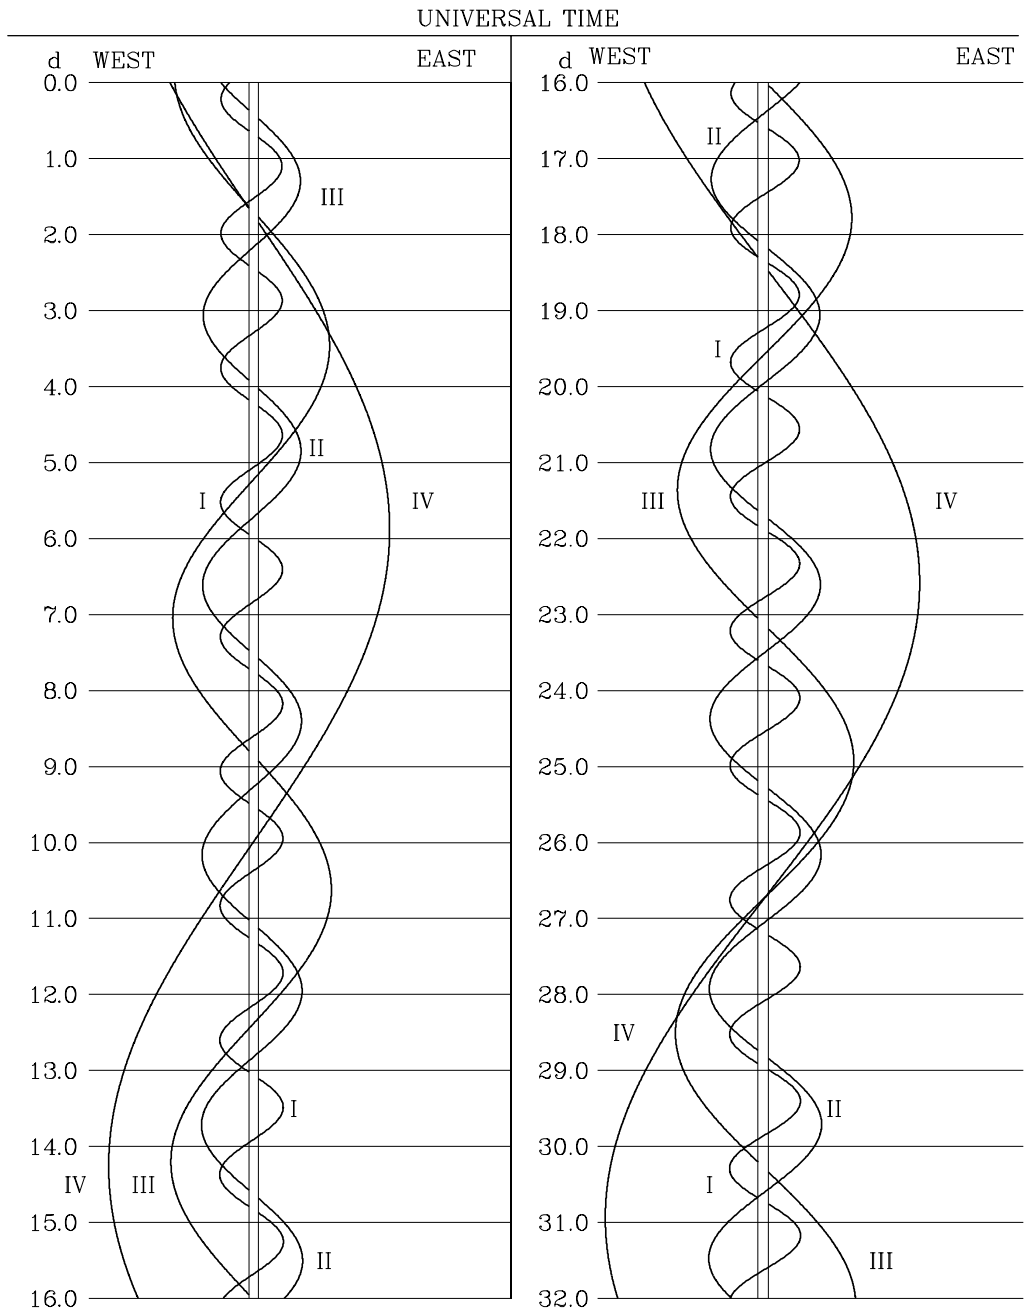 UNIVERSAL TIME
d WEST EAST
0.0
1.0
III
2.0
3.0
4.0
II
5.0
I IV
6.0
7.0
8.0
9.0
10.0
11.0
12.0
13.0
I
14.0
IV III
15.0
II
16.0
d WEST EAST
16.0
II
17.0
18.0
19.0
I
20.0
21.0
III IV
22.0
23.0
24.0
25.0
26.0
27.0
28.0
IV
29.0
II
30.0
I
31.0
III
32.0